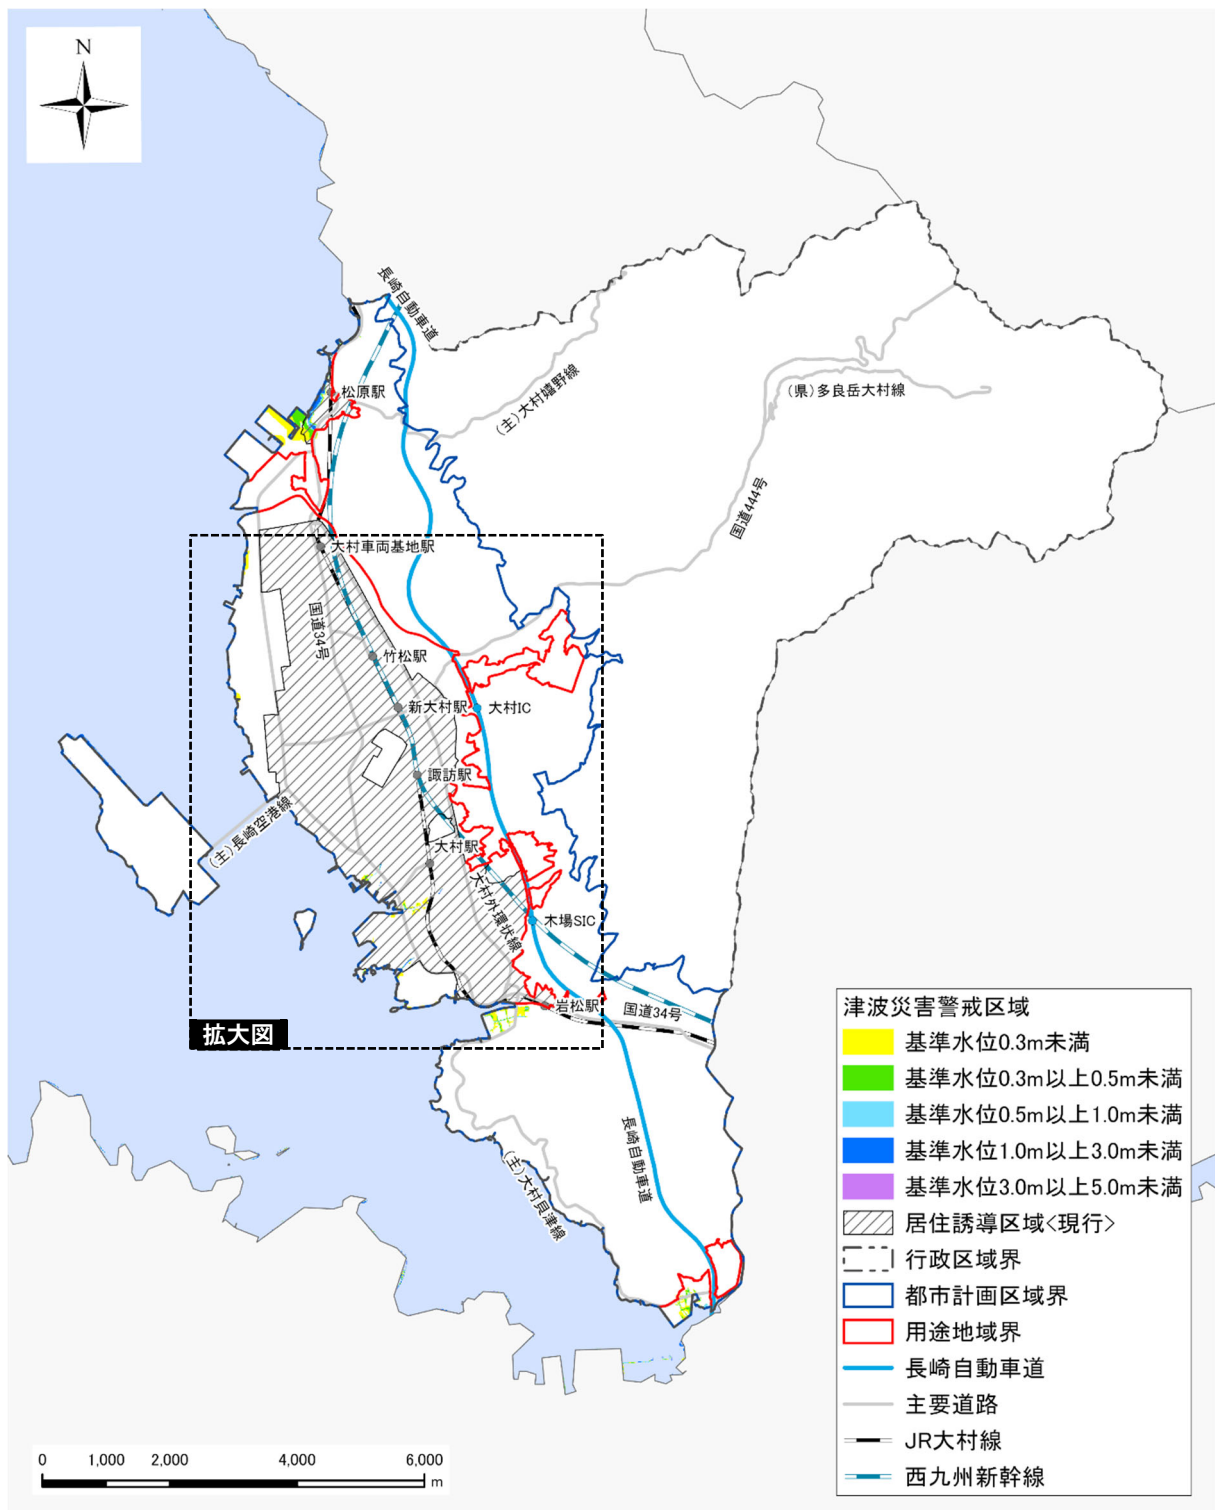 N
長崎自動車道
松原駅
(主)大村嬉野線
(県)多良岳大村線
国道444号
大村車両基地駅
国道34号
竹松駅
新大村駅
大村IC
諫訪駅
(主)長崎空港線
大村駅
大村外環状線
木場SIC
岩松駅
国道34号
拡大図
長崎自動車道
(主)大村貝津線
津波災害警戒区域
基準水位0.3m未満
基準水位0.3m以上0.5m未満
基準水位0.5m以上1.0m未満
基準水位1.0m以上3.0m未満
基準水位3.0m以上5.0m未満
居住誘導区域<現行>
行政区域界
都市計画区域界
用途地域界
長崎自動車道
主要道路
JR大村線
西九州新幹線
0 1,000 2,000 4,000 6,000
m